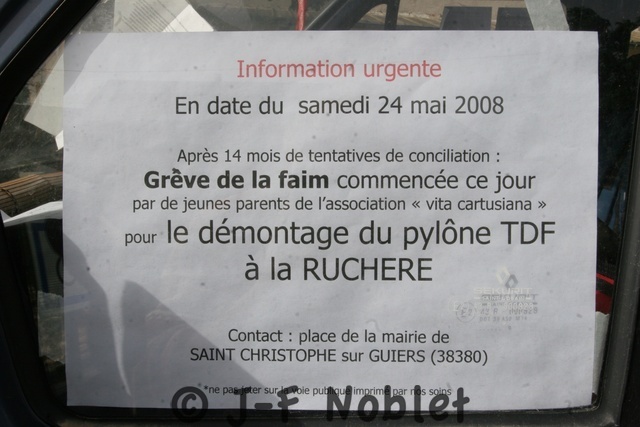 Information urgente
En date du samedi 24 mai 2008
Après 14 mois de tentatives de conciliation :
Grève de la faim commencée ce jour
par de jeunes parents de l'association « vita cartusiana »
pour le démontage du pylône TDF
à la RUCHERE
Contact : place de la mairie de
SAINT CHRISTOPHE sur GUIERS (38380)
*ne pas jeter sur la voie publique imprimé par nos soins
© J-F Noblet